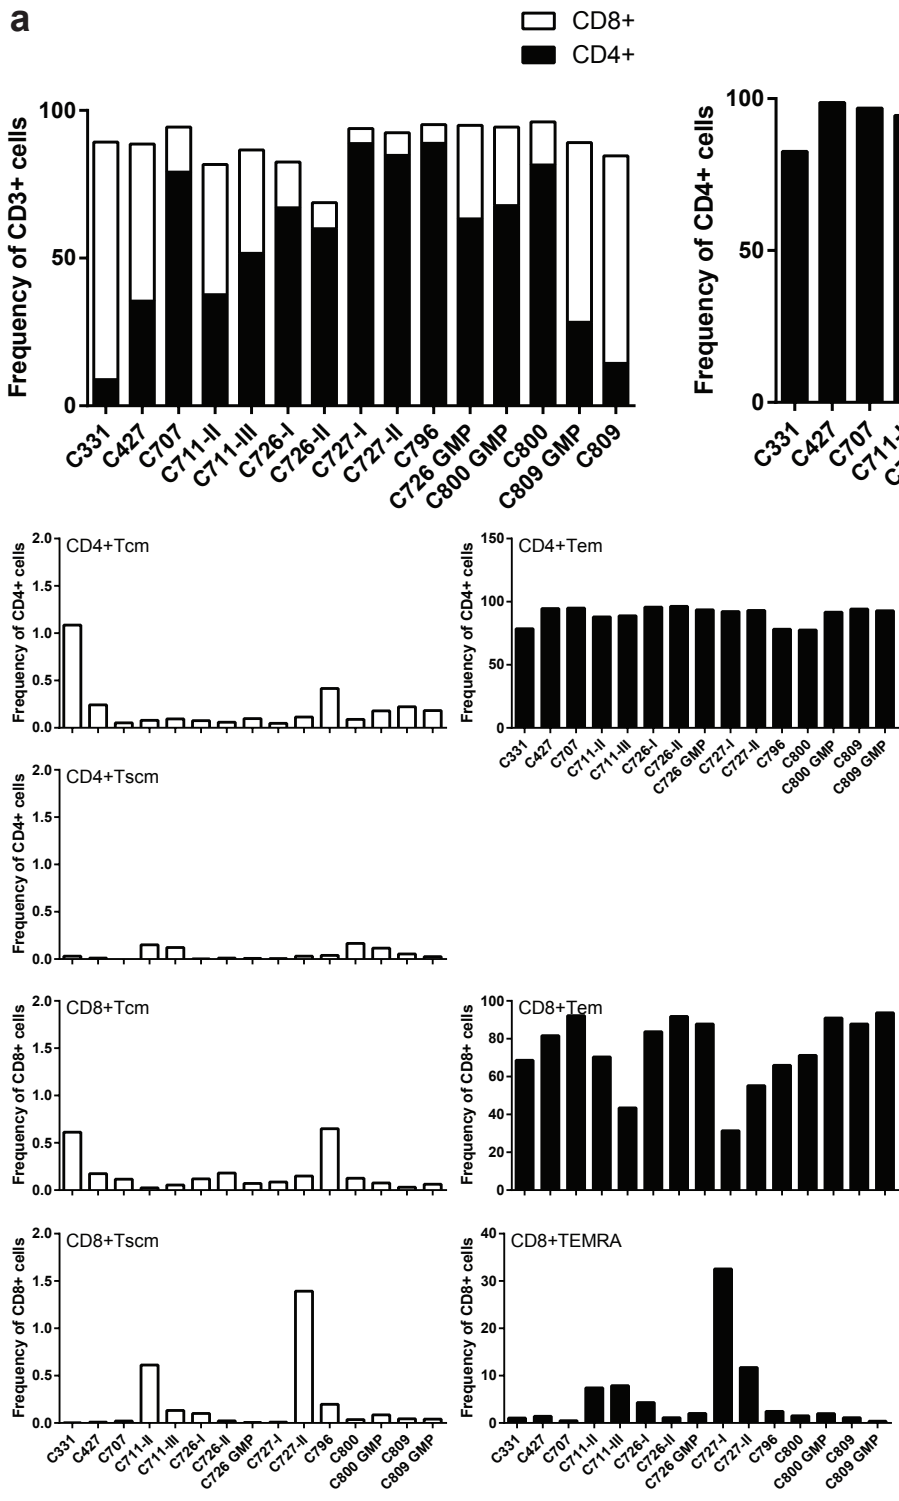 a
CD8+
CD4+
Frequency of CD3+ cells
100
50
0
C331
C427
C707
C711-II
C711-III
C726-I
C726-II
C727-I
C727-II
C796
C726 GMP
C800 GMP
C800
C809 GMP
C809
Frequency of CD4+ cells
100
50
0
C331
C427
C707
CD4+Tcm
Frequency of CD4+ cells
2.0
1.5
1.0
0.5
0.0
CD4+Tem
Frequency of CD4+ cells
150
100
50
0
C331
C427
C707
C711-II
C711-III
C726-I
C726-II
C726 GMP
C727-I
C727-II
C796
C800
C800 GMP
C809
C809 GMP
CD4+Tscm
Frequency of CD4+ cells
2.0
1.5
1.0
0.5
0.0
CD8+Tcm
Frequency of CD8+ cells
2.0
1.5
1.0
0.5
0.0
CD8+Tem
Frequency of CD8+ cells
100
80
60
40
20
0
CD8+Tscm
Frequency of CD8+ cells
2.0
1.5
1.0
0.5
0.0
C331
C427
C707
C711-II
C711-III
C726-I
C726-II
C726 GMP
C727-I
C727-II
C796
C800
C800 GMP
C809
C809 GMP
CD8+TEMRA
Frequency of CD8+ cells
40
30
20
10
0
C331
C427
C707
C711-II
C711-III
C726-I
C726-II
C726 GMP
C727-I
C727-II
C796
C800
C800 GMP
C809
C809 GMP